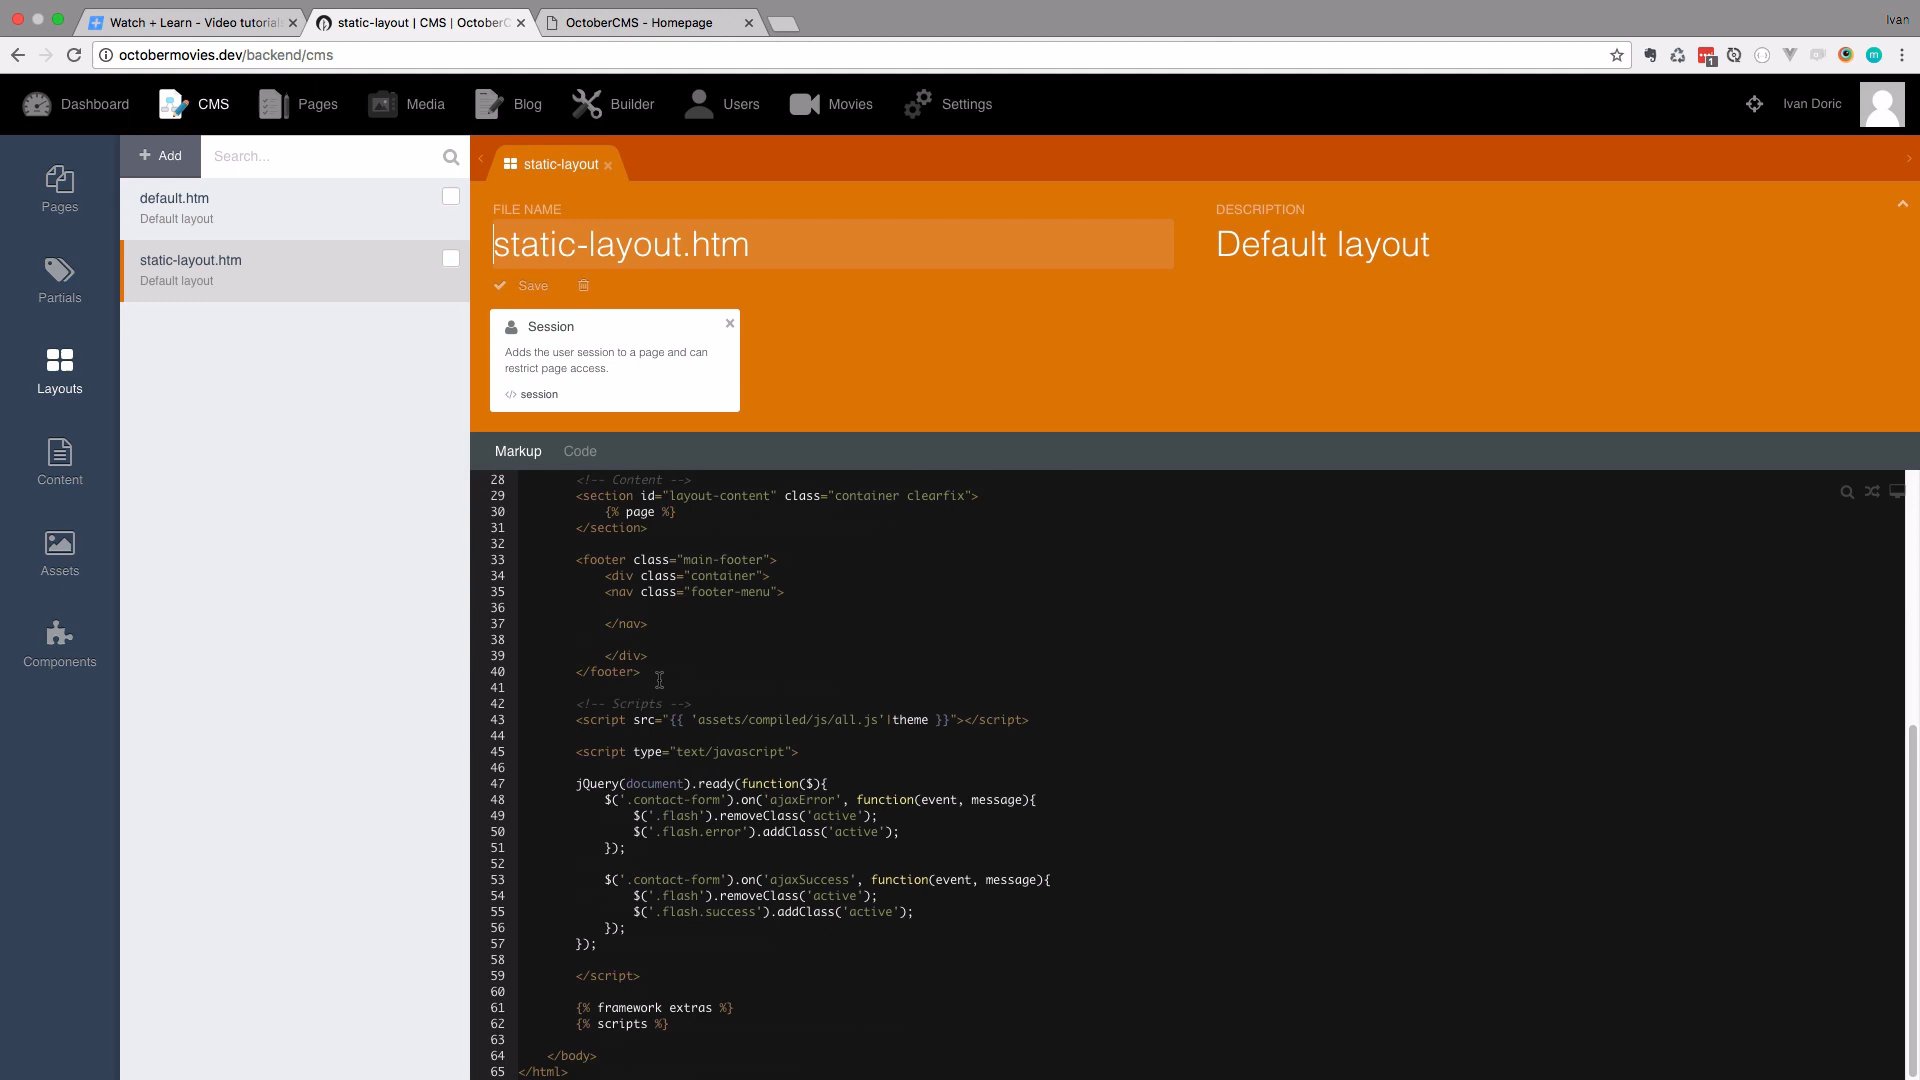 Watch + Learn - Video tutorial
static-layout | CMS | OctoberC
OctoberCMS - Homepage
Ivan
octobermovies.dev/backend/cms
1
m
Dashboard
CMS
Pages
Media
Blog
Builder
Users
Movies
Settings
Ivan Doric
Pages
Partials
Layouts
Content
Assets
Components
+ Add
Search...
default.htm
Default layout
static-layout.htm
Default layout
static-layout
FILE NAME
static-layout.htm
DESCRIPTION
Default layout
Save
Session
Adds the user session to a page and can
restrict page access.
</> session
Markup
Code
28 <!-- Content -->
29 <section id="layout-content" class="container clearfix">
30 {% page %}
31 </section>
32
33 <footer class="main-footer">
34 <div class="container">
35 <nav class="footer-menu">
36
37 </nav>
38
39 </div>
40 </footer>
41
42 <!-- Scripts -->
43 <script src="{{ 'assets/compiled/js/all.js'|theme }}"></script>
44
45 <script type="text/javascript">
46
47 jQuery(document).ready(function($){
48 $('.contact-form').on('ajaxError', function(event, message){
49 $('.flash').removeClass('active');
50 $('.flash.error').addClass('active');
51 });
52
53 $('.contact-form').on('ajaxSuccess', function(event, message){
54 $('.flash').removeClass('active');
55 $('.flash.success').addClass('active');
56 });
57 });
58
59 </script>
60
61 {% framework extras %}
62 {% scripts %}
63
64 </body>
65 </html>